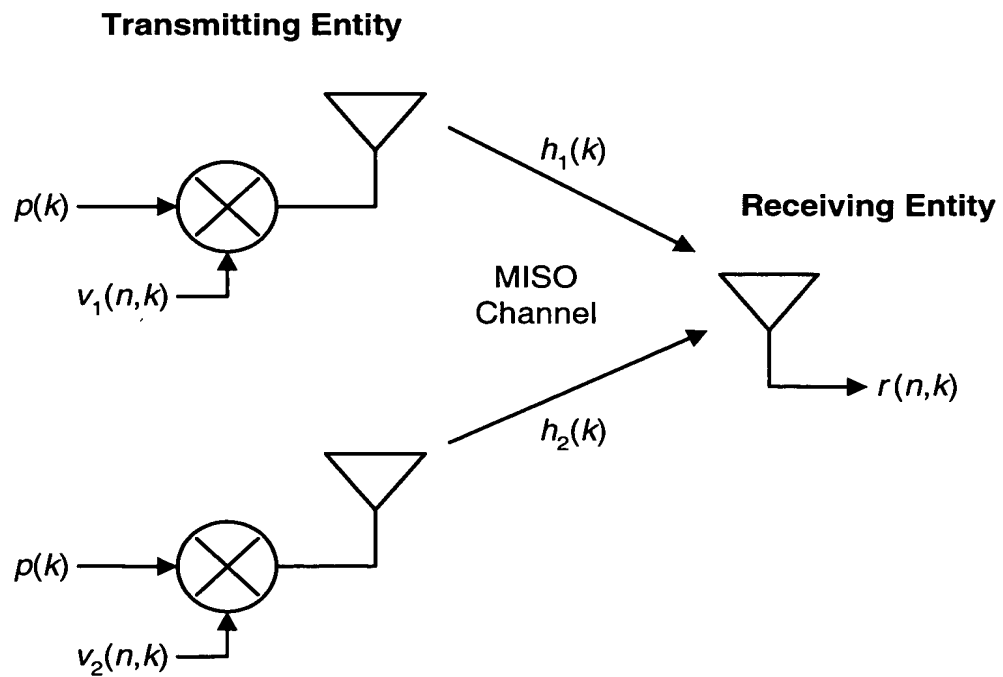 Transmitting Entity
h₁(k)
p(k)
Receiving Entity
v₁(n,k)
MISO
Channel
r(n,k)
h₂(k)
p(k)
v₂(n,k)